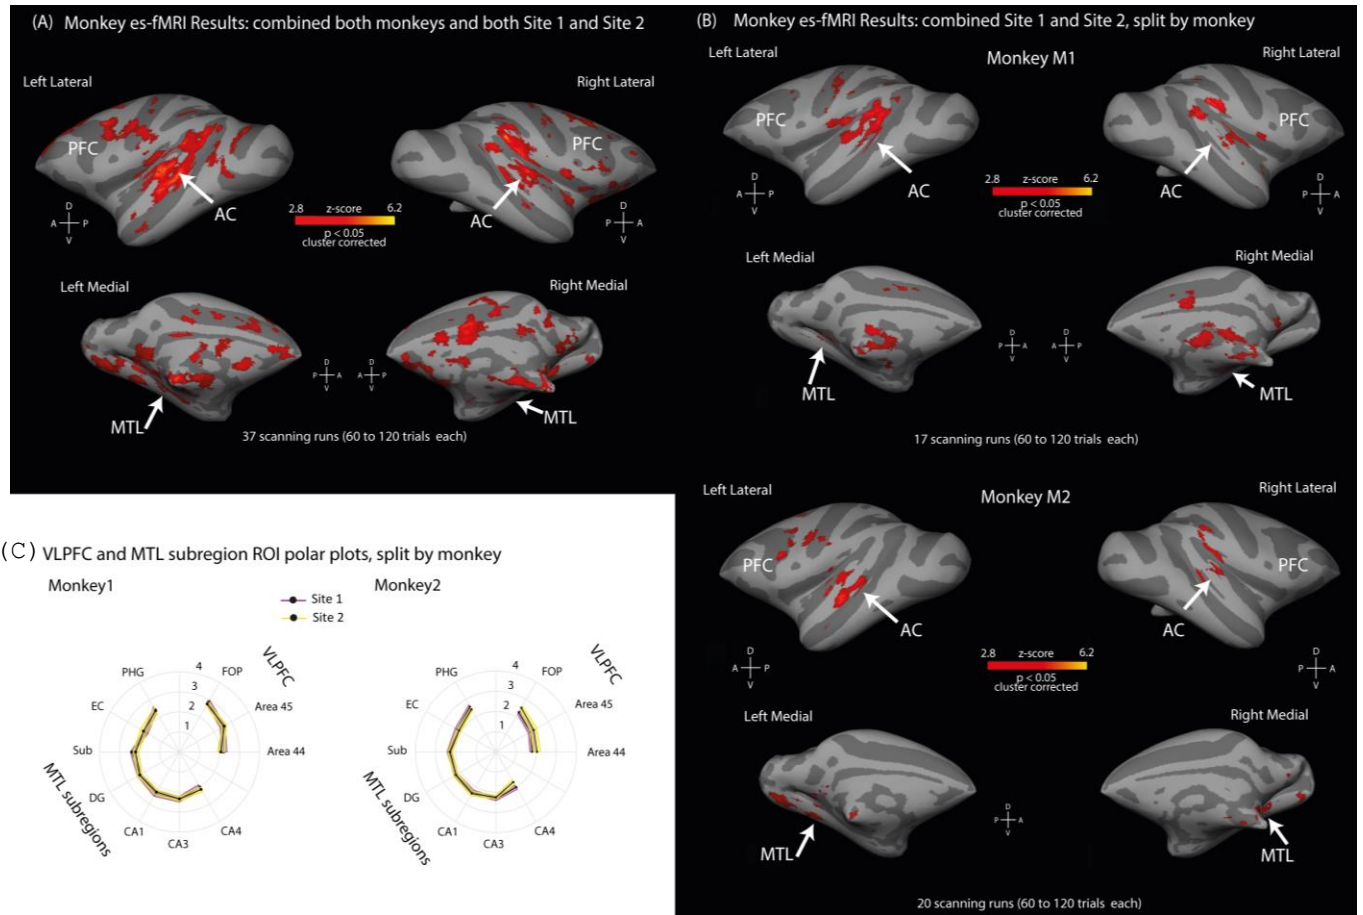 (A) Monkey es-fMRI Results: combined both monkeys and both Site 1 and Site 2
Left Lateral
Right Lateral
PFC
PFC
AC
AC
2.8 z-score 6.2
p < 0.05
cluster corrected
D
A P
V
D
P A
V
Left Medial
Right Medial
D
P A
V
D
A P
V
MTL
MTL
37 scanning runs (60 to 120 trials each)
(B) Monkey es-fMRI Results: combined Site 1 and Site 2, split by monkey
Left Lateral
Monkey M1
Right Lateral
PFC
PFC
AC
AC
2.8 z-score 6.2
p < 0.05
cluster corrected
D
A P
V
D
P A
V
Left Medial
Right Medial
D
P A
V
D
A P
V
MTL
MTL
17 scanning runs (60 to 120 trials each)
Left Lateral
Monkey M2
Right Lateral
PFC
PFC
AC
AC
2.8 z-score 6.2
p < 0.05
cluster corrected
D
A P
V
D
P A
V
Left Medial
Right Medial
D
P A
V
MTL
MTL
20 scanning runs (60 to 120 trials each)
(C) VLPFC and MTL subregion ROI polar plots, split by monkey
Monkey1
Monkey2
Site 1
Site 2
VLPFC
PHG
4
3
2
1
FOP
Area 45
Area 44
EC
Sub
DG
CA1
CA3
CA4
MTL subregions
VLPFC
PHG
4
3
2
1
FOP
Area 45
Area 44
EC
Sub
DG
CA1
CA3
CA4
MTL subregions